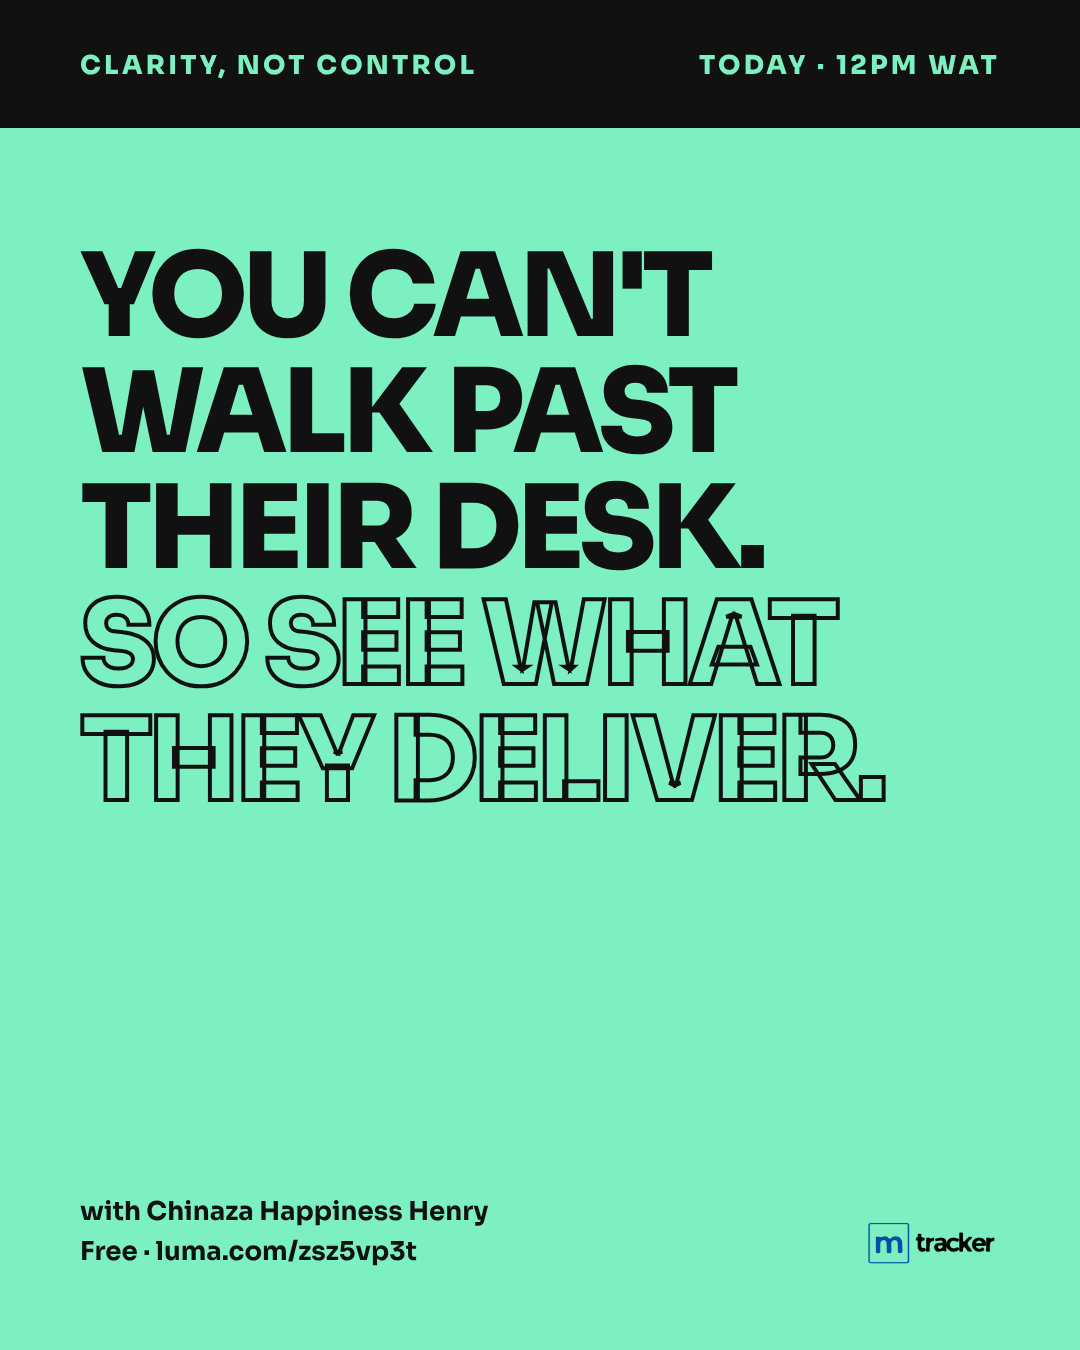 CLARITY, NOT CONTROL
TODAY · 12PM WAT
YOU CAN'T
WALK PAST
THEIR DESK.
SO SEE WHAT
THEY DELIVER.
with Chinaza Happiness Henry
Free · luma.com/zsz5vp3t
m tracker